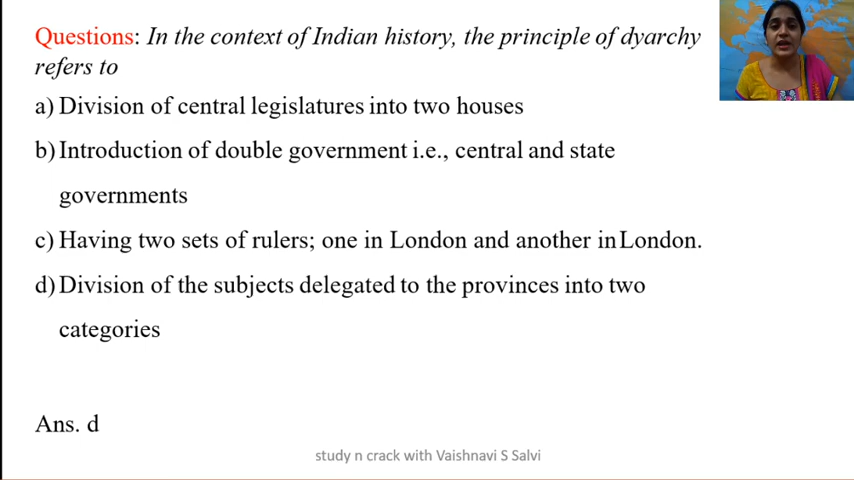 Questions: In the context of Indian history, the principle of dyarchy
refers to
a) Division of central legislatures into two houses
b) Introduction of double government i.e., central and state
governments
c) Having two sets of rulers; one in London and another in London.
d) Division of the subjects delegated to the provinces into two
categories
Ans. d
study n crack with Vaishnavi S Salvi